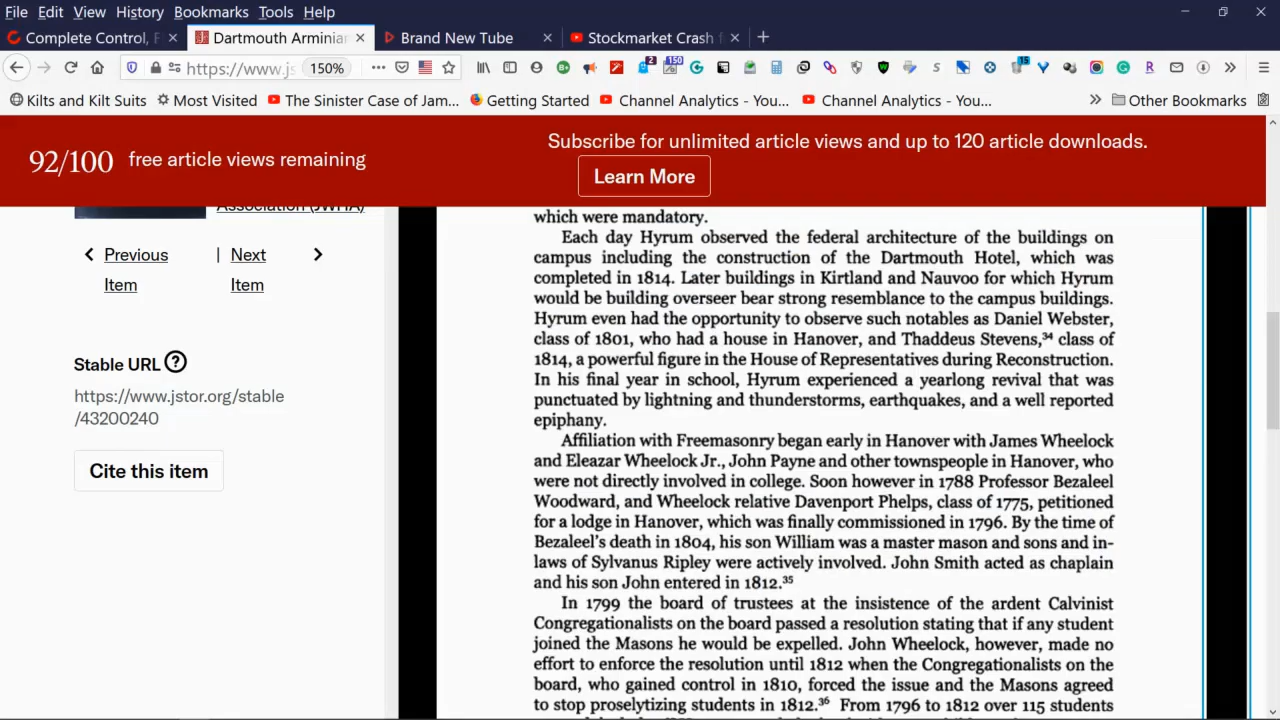 File Edit View History Bookmarks Tools Help
Complete Control, F
Dartmouth Arminian
Brand New Tube
Stockmarket Crash f
https://www.js
150%
2
150
15
Kilts and Kilt Suits
Most Visited
The Sinister Case of Jam...
Getting Started
Channel Analytics - You...
Channel Analytics - You...
Other Bookmarks
92/100 free article views remaining
Subscribe for unlimited article views and up to 120 article downloads.
Learn More
Association (JWHA)
Previous Item
| Next Item
Stable URL
https://www.jstor.org/stable
/43200240
Cite this item
which were mandatory.
Each day Hyrum observed the federal architecture of the buildings on
campus including the construction of the Dartmouth Hotel, which was
completed in 1814. Later buildings in Kirtland and Nauvoo for which Hyrum
would be building overseer bear strong resemblance to the campus buildings.
Hyrum even had the opportunity to observe such notables as Daniel Webster,
class of 1801, who had a house in Hanover, and Thaddeus Stevens,³⁴ class of
1814, a powerful figure in the House of Representatives during Reconstruction.
In his final year in school, Hyrum experienced a yearlong revival that was
punctuated by lightning and thunderstorms, earthquakes, and a well reported
epiphany.
Affiliation with Freemasonry began early in Hanover with James Wheelock
and Eleazar Wheelock Jr., John Payne and other townspeople in Hanover, who
were not directly involved in college. Soon however in 1788 Professor Bezaleel
Woodward, and Wheelock relative Davenport Phelps, class of 1775, petitioned
for a lodge in Hanover, which was finally commissioned in 1796. By the time of
Bezaleel's death in 1804, his son William was a master mason and sons and in-
laws of Sylvanus Ripley were actively involved. John Smith acted as chaplain
and his son John entered in 1812.³⁵
In 1799 the board of trustees at the insistence of the ardent Calvinist
Congregationalists on the board passed a resolution stating that if any student
joined the Masons he would be expelled. John Wheelock, however, made no
effort to enforce the resolution until 1812 when the Congregationalists on the
board, who gained control in 1810, forced the issue and the Masons agreed
to stop proselytizing students in 1812.³⁶ From 1796 to 1812 over 115 students